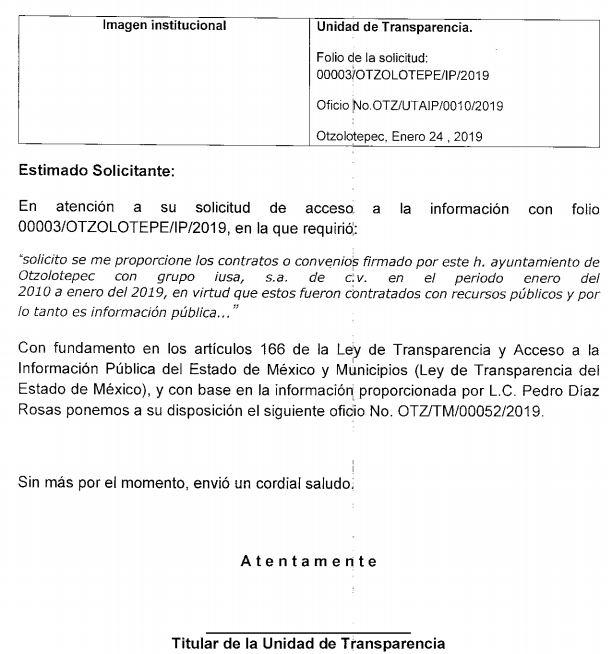 Imagen institucional
Unidad de Transparencia.
Folio de la solicitud:
00003/OTZOLOTEPE/IP/2019
Oficio No.OTZ/UTAIP/0010/2019
Otzolotepec, Enero 24 , 2019
Estimado Solicitante:
En atención a su solicitud de acceso a la información con folio
00003/OTZOLOTEPE/IP/2019, en la que requirió:
"solicito se me proporcione los contratos o convenios firmado por este h. ayuntamiento de
Otzolotepec con grupo iusa, s.a. de c.v. en el periodo enero del
2010 a enero del 2019, en virtud que estos fueron contratados con recursos públicos y por
lo tanto es información pública..."
Con fundamento en los artículos 166 de la Ley de Transparencia y Acceso a la
Información Pública del Estado de México y Municipios (Ley de Transparencia del
Estado de México), y con base en la información proporcionada por L.C. Pedro Díaz
Rosas ponemos a su disposición el siguiente oficio No. OTZ/TM/00052/2019.
Sin más por el momento, envió un cordial saludo.
A t e n t a m e n t e
Titular de la Unidad de Transparencia